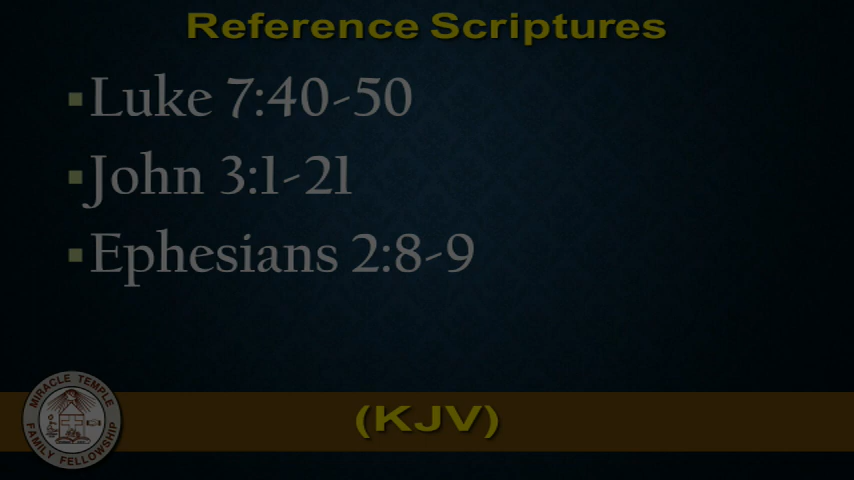 Reference Scriptures
▪Luke 7:40-50
▪John 3:1-21
▪Ephesians 2:8-9
(KJV)
MIRACLE TEMPLE
FAMILY FELLOWSHIP